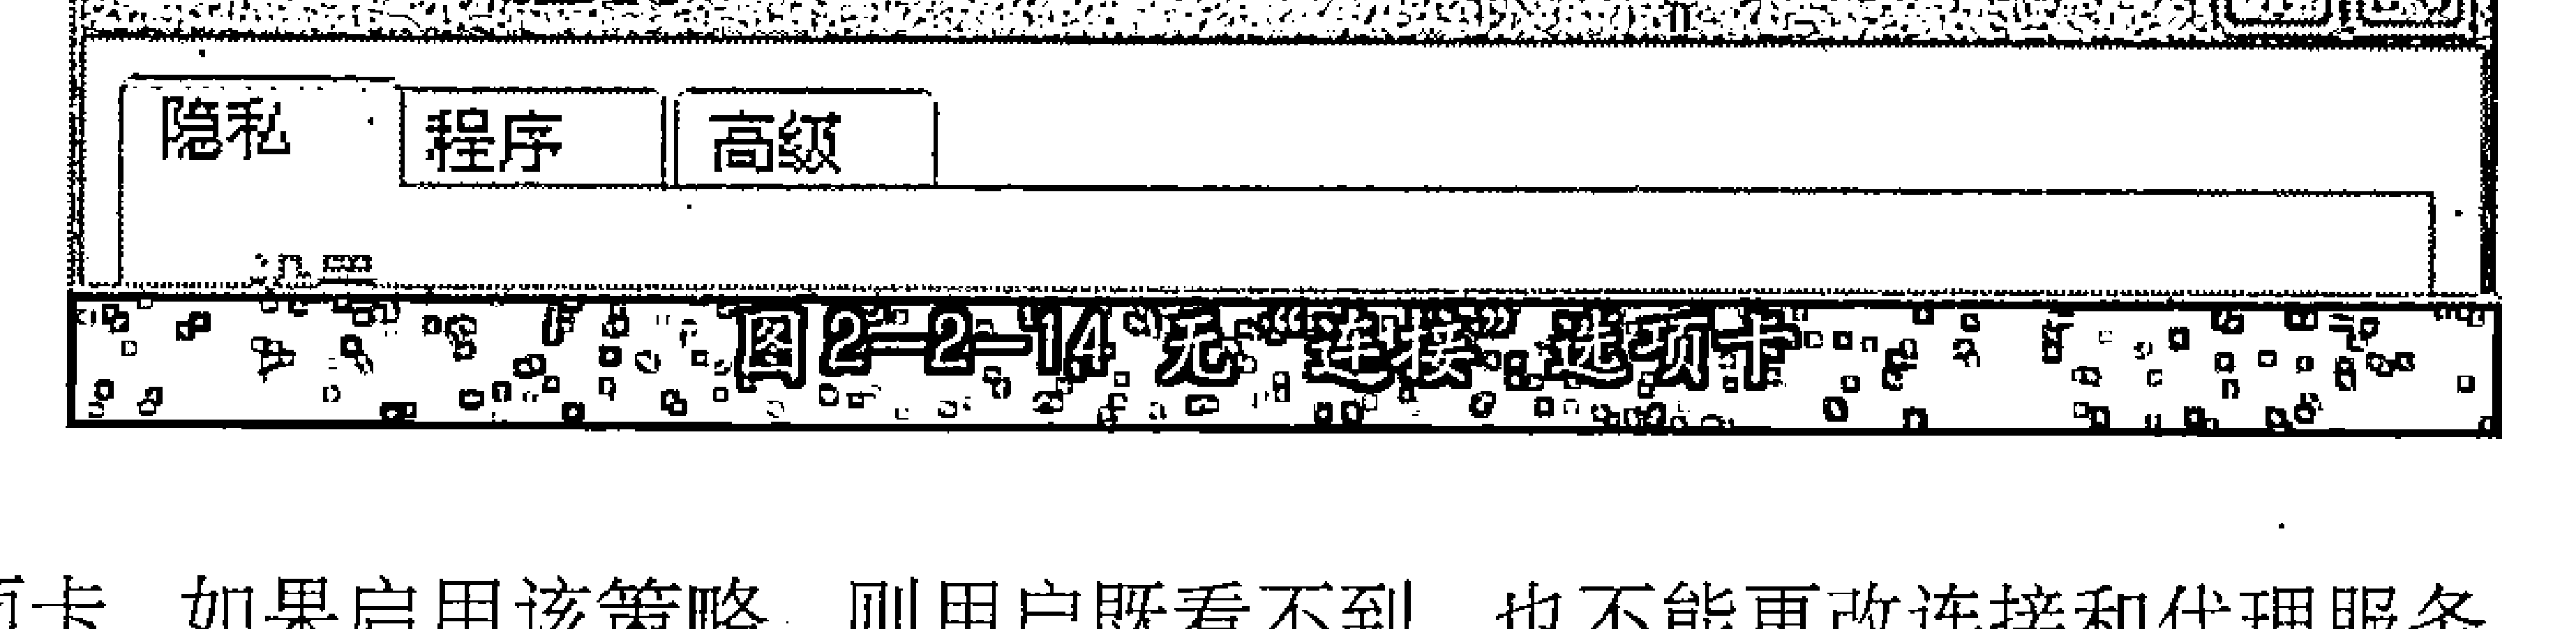 隐私 程序 高级
设置
图2-2-14 无“连接”选项卡
项卡 如果启用该策略 则用户既看不到 也不能更改连接和代理服务